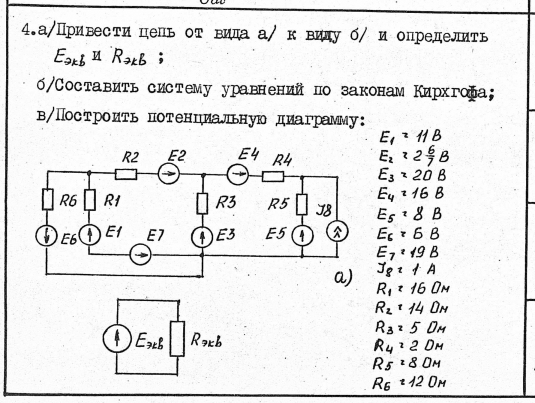 4.а/Привести цепь от вида а/ к виду б/ и определить
Eэкв и Rэкв ;
б/Составить систему уравнений по законам Кирхгофа;
в/Построить потенциальную диаграмму:
R2 E2 E4 R4
R6 R1 R3 R5 J8
E6 E1 E7 E3 E5
а)
Eэкв Rэкв
E1 = 11 В
E2 = 2 6/7 В
E3 = 20 В
E4 = 16 В
E5 = 8 В
E6 = 6 В
E7 = 19 В
J8 = 1 А
R1 = 16 Ом
R2 = 14 Ом
R3 = 5 Ом
R4 = 2 Ом
R5 = 8 Ом
R6 = 12 Ом